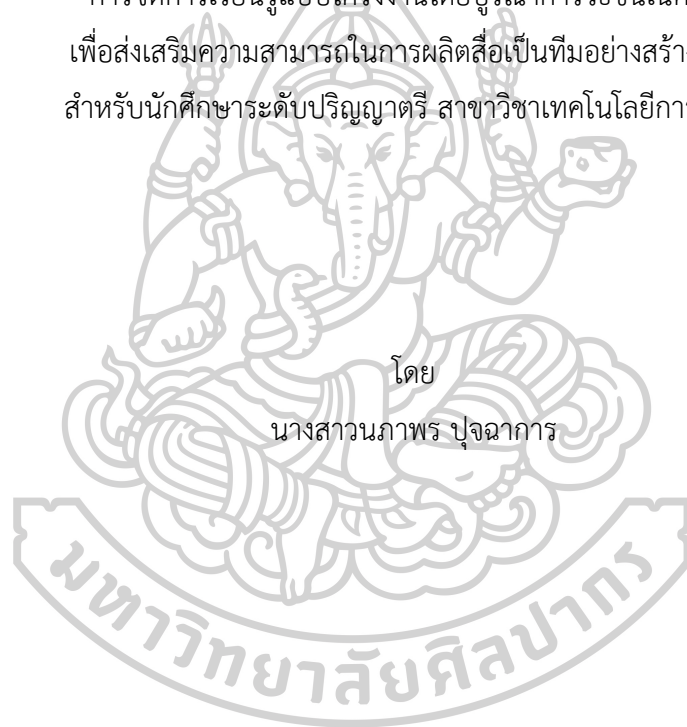 เพื่อส่งเสริมความสามารถในการผลิตสื่อเป็นทีมอย่างสร้าง
สำหรับนักศึกษาระดับปริญญาตรี สาขาวิชาเทคโนโลยีกา
โดย
นางสาวนภาพร ปุจฉาการ
มหาวิทยาลัยศิลปากร